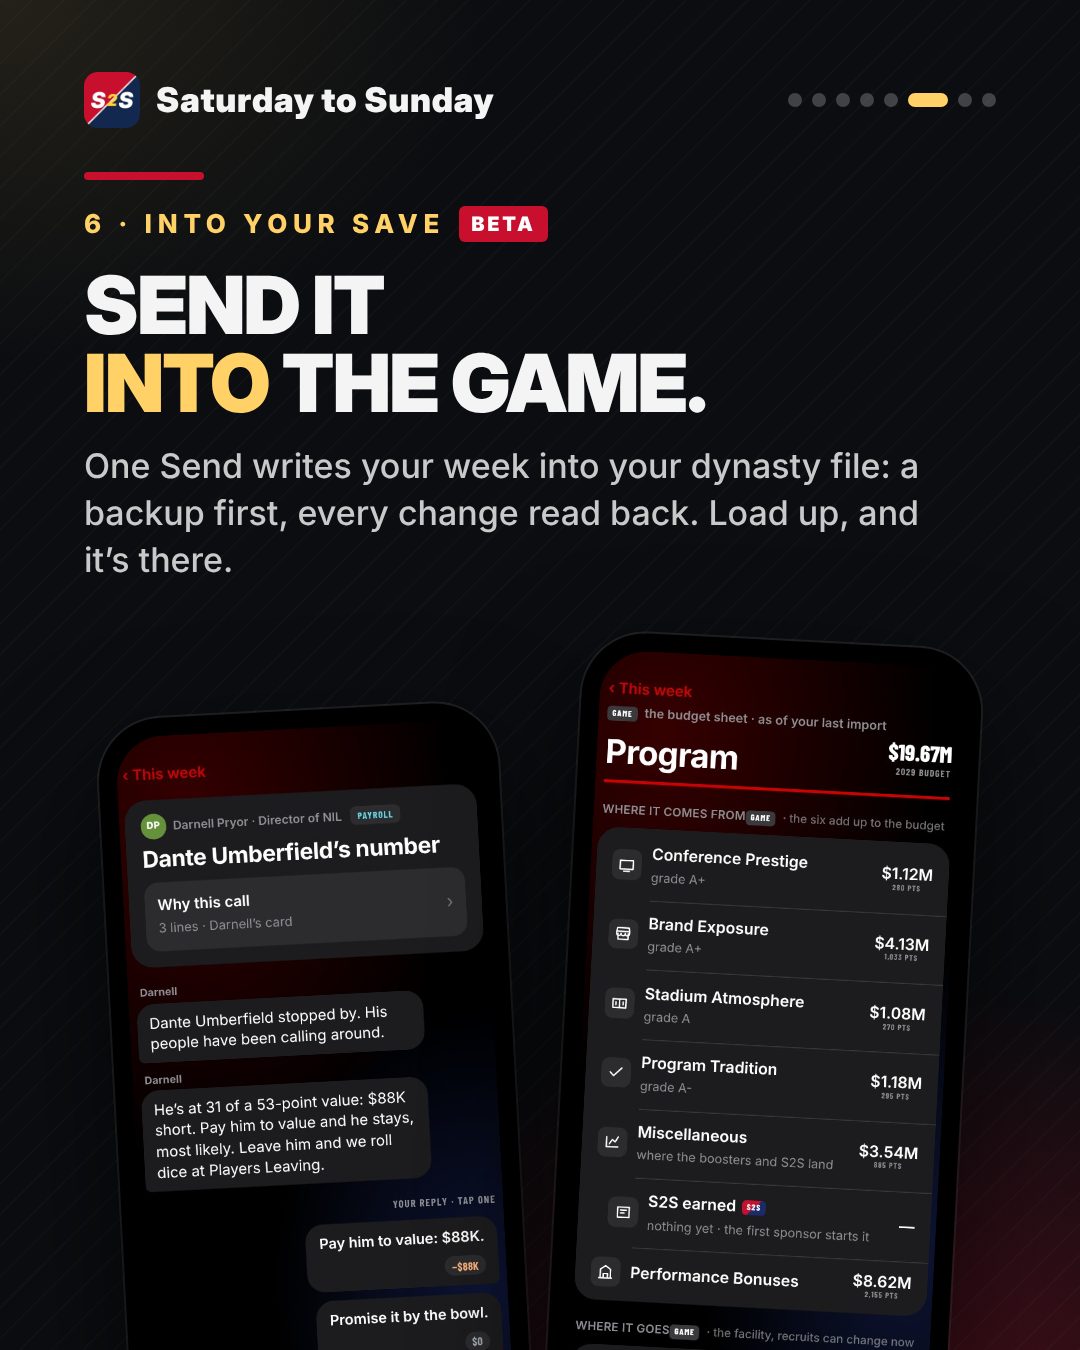 S2S
Saturday to Sunday
6 · INTO YOUR SAVE BETA
SEND IT
INTO THE GAME.
One Send writes your week into your dynasty file: a
backup first, every change read back. Load up, and
it’s there.
‹ This week
DP Darnell Pryor · Director of NIL PAYROLL
Dante Umberfield’s number
Why this call
3 lines · Darnell’s card
Darnell
Dante Umberfield stopped by. His
people have been calling around.
Darnell
He’s at 31 of a 53-point value: $88K
short. Pay him to value and he stays,
most likely. Leave him and we roll
dice at Players Leaving.
YOUR REPLY · TAP ONE
Pay him to value: $88K.
−$88K
Promise it by the bowl.
$0
‹ This week
GAME the budget sheet · as of your last import
Program
$19.67M
2029 BUDGET
WHERE IT COMES FROM GAME · the six add up to the budget
Conference Prestige
grade A+
$1.12M
280 PTS
Brand Exposure
grade A+
$4.13M
1,033 PTS
Stadium Atmosphere
grade A
$1.08M
270 PTS
Program Tradition
grade A-
$1.18M
295 PTS
Miscellaneous
where the boosters and S2S land
$3.54M
885 PTS
S2S earned S2S
nothing yet · the first sponsor starts it
—
Performance Bonuses
$8.62M
2,155 PTS
WHERE IT GOES GAME · the facility, recruits can change now